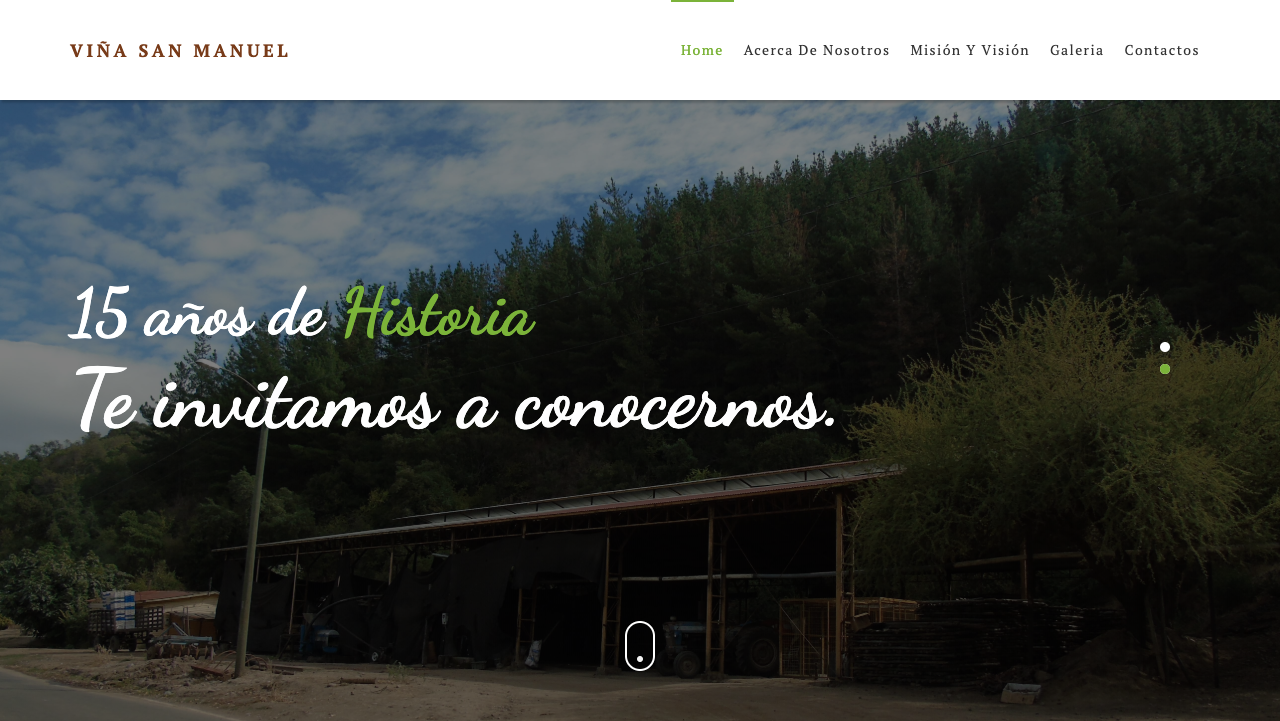 VIÑA SAN MANUEL
Home Acerca De Nosotros Misión Y Visión Galeria Contactos
15 años de Historia
Te invitamos a conocernos.